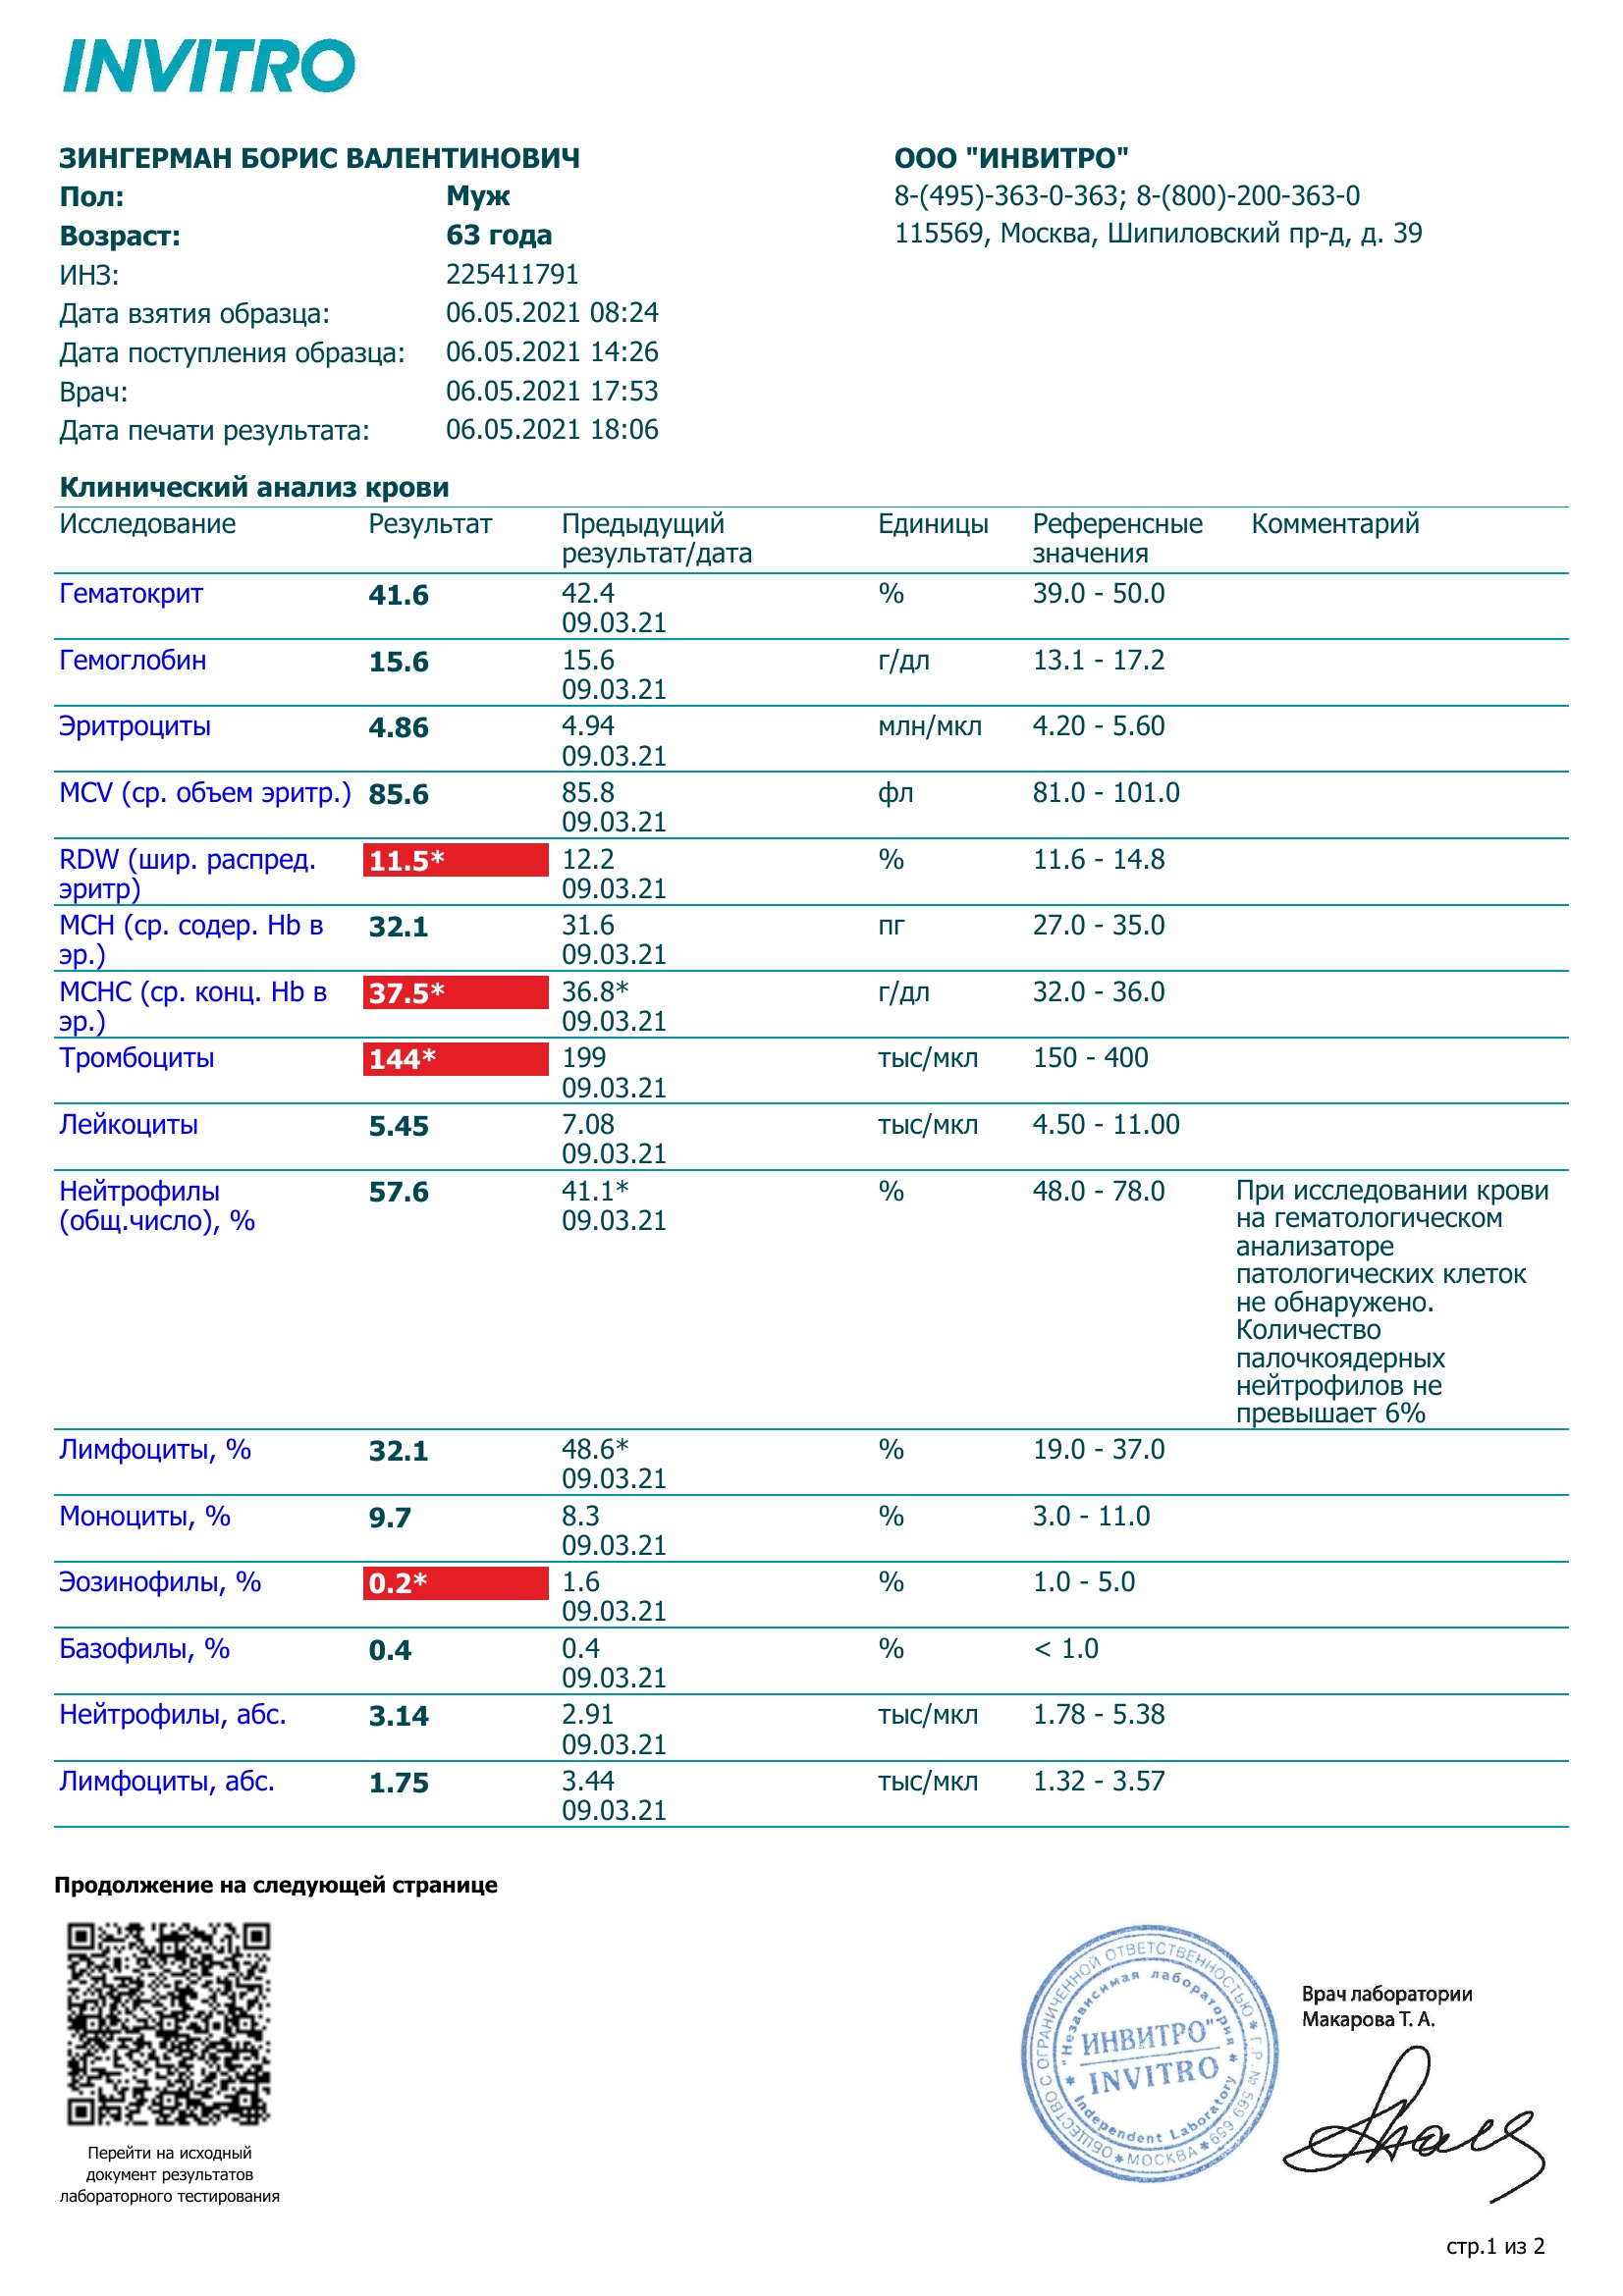 INVITRO
ЗИНГЕРМАН БОРИС ВАЛЕНТИНОВИЧ
ООО "ИНВИТРО"
Пол: Муж
8-(495)-363-0-363; 8-(800)-200-363-0
Возраст: 63 года
115569, Москва, Шипиловский пр-д, д. 39
ИНЗ: 225411791
Дата взятия образца: 06.05.2021 08:24
Дата поступления образца: 06.05.2021 14:26
Врач: 06.05.2021 17:53
Дата печати результата: 06.05.2021 18:06
Клинический анализ крови
Исследование Результат Предыдущий Единицы Референсные Комментарий
результат/дата значения
Гематокрит 41.6 42.4 % 39.0 - 50.0
09.03.21
Гемоглобин 15.6 15.6 г/дл 13.1 - 17.2
09.03.21
Эритроциты 4.86 4.94 млн/мкл 4.20 - 5.60
09.03.21
MCV (ср. объем эритр.) 85.6 85.8 фл 81.0 - 101.0
09.03.21
RDW (шир. распред. 11.5* 12.2 % 11.6 - 14.8
эритр) 09.03.21
MCH (ср. содер. Hb в 32.1 31.6 пг 27.0 - 35.0
эр.) 09.03.21
MCHC (ср. конц. Hb в 37.5* 36.8* г/дл 32.0 - 36.0
эр.) 09.03.21
Тромбоциты 144* 199 тыс/мкл 150 - 400
09.03.21
Лейкоциты 5.45 7.08 тыс/мкл 4.50 - 11.00
09.03.21
Нейтрофилы 57.6 41.1* % 48.0 - 78.0 При исследовании крови
(общ.число), % 09.03.21 на гематологическом
анализаторе
патологических клеток
не обнаружено.
Количество
палочкоядерных
нейтрофилов не
превышает 6%
Лимфоциты, % 32.1 48.6* % 19.0 - 37.0
09.03.21
Моноциты, % 9.7 8.3 % 3.0 - 11.0
09.03.21
Эозинофилы, % 0.2* 1.6 % 1.0 - 5.0
09.03.21
Базофилы, % 0.4 0.4 % < 1.0
09.03.21
Нейтрофилы, абс. 3.14 2.91 тыс/мкл 1.78 - 5.38
09.03.21
Лимфоциты, абс. 1.75 3.44 тыс/мкл 1.32 - 3.57
09.03.21
Продолжение на следующей странице
Перейти на исходный
документ результатов
лабораторного тестирования
ОБЩЕСТВО С ОГРАНИЧЕННОЙ ОТВЕТСТВЕННОСТЬЮ * Г.Р. № 569.659 * МОСКВА *
"Независимая лаборатория
ИНВИТРО"
INVITRO
* Independent Laboratory *
Врач лаборатории
Макарова Т. А.
стр.1 из 2